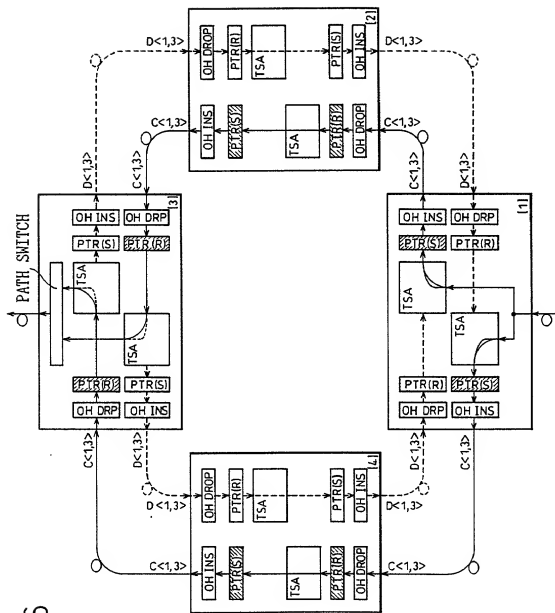 [2]
D<1,3>
OH DROP
PTR(R)
TSA
PTR(S)
OH INS
D<1,3>
C<1,3>
OH INS
PTR(S)
TSA
PTR(R)
OH DROP
C<1,3>
PATH SWITCH
[3]
D<1,3>
C<1,3>
OH INS
OH DRP
PTR(S)
PTR(R)
TSA
TSA
PTR(R)
PTR(S)
OH DRP
OH INS
C<1,3>
D<1,3>
[1]
C<1,3>
D<1,3>
OH INS
OH DRP
PTR(S)
PTR(R)
TSA
TSA
PTR(R)
PTR(S)
OH DRP
OH INS
D<1,3>
C<1,3>
[4]
D<1,3>
OH DROP
PTR(R)
TSA
PTR(S)
OH INS
D<1,3>
C<1,3>
OH INS
PTR(S)
TSA
PTR(R)
OH DROP
C<1,3>